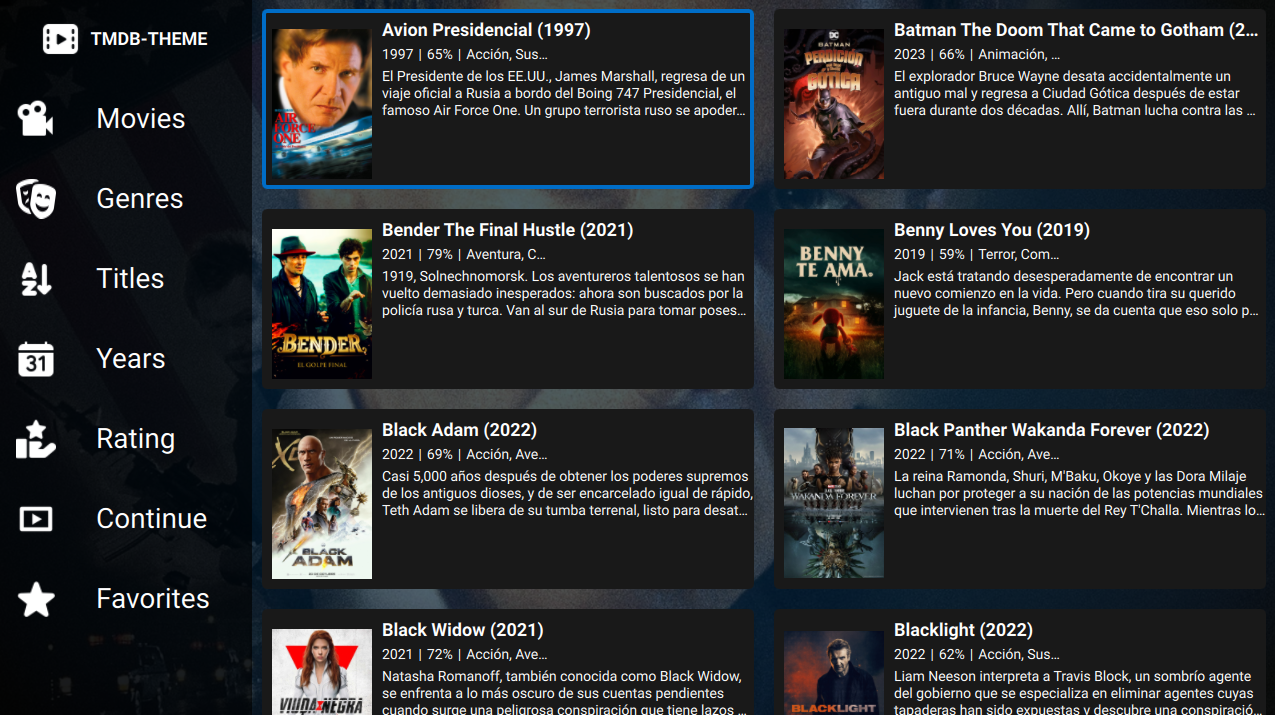 TMDB-THEME
Movies
Genres
Titles
31
Years
Rating
Continue
Favorites
AIR
FORCE
ONE
Avion Presidencial (1997)
1997 | 65% | Acción, Sus...
El Presidente de los EE.UU., James Marshall, regresa de un
viaje oficial a Rusia a bordo del Boing 747 Presidencial, el
famoso Air Force One. Un grupo terrorista ruso se apoder...
DC
BATMAN
PERDICIÓN
GÓTICA
Batman The Doom That Came to Gotham (2...
2023 | 66% | Animación, ...
El explorador Bruce Wayne desata accidentalmente un
antiguo mal y regresa a Ciudad Gótica después de estar
fuera durante dos décadas. Allí, Batman lucha contra las ...
BENDER
EL GOLPE FINAL
Bender The Final Hustle (2021)
2021 | 79% | Aventura, C...
1919, Solnechnomorsk. Los aventureros talentosos se han
vuelto demasiado inesperados: ahora son buscados por la
policía rusa y turca. Van al sur de Rusia para tomar poses...
BENNY
TE AMA.
Benny Loves You (2019)
2019 | 59% | Terror, Com...
Jack está tratando desesperadamente de encontrar un
nuevo comienzo en la vida. Pero cuando tira su querido
juguete de la infancia, Benny, se da cuenta que eso solo p...
BLACK
ADAM
Black Adam (2022)
2022 | 69% | Acción, Ave...
Casi 5,000 años después de obtener los poderes supremos
de los antiguos dioses, y de ser encarcelado igual de rápido,
Teth Adam se libera de su tumba terrenal, listo para desat...
WAKANDA FOREVER
Black Panther Wakanda Forever (2022)
2022 | 71% | Acción, Ave...
La reina Ramonda, Shuri, M'Baku, Okoye y las Dora Milaje
luchan por proteger a su nación de las potencias mundiales
que intervienen tras la muerte del Rey T'Challa. Mientras lo...
VIUDA NEGRA
Black Widow (2021)
2021 | 72% | Acción, Ave...
Natasha Romanoff, también conocida como Black Widow,
se enfrenta a lo más oscuro de sus cuentas pendientes
cuando surge una peligrosa conspiración que tiene lazos ...
BLACKLIGHT
Blacklight (2022)
2022 | 62% | Acción, Sus...
Liam Neeson interpreta a Travis Block, un sombrío agente
del gobierno que se especializa en eliminar agentes cuyas
tapaderas han sido expuestas y descubre una conspiració...